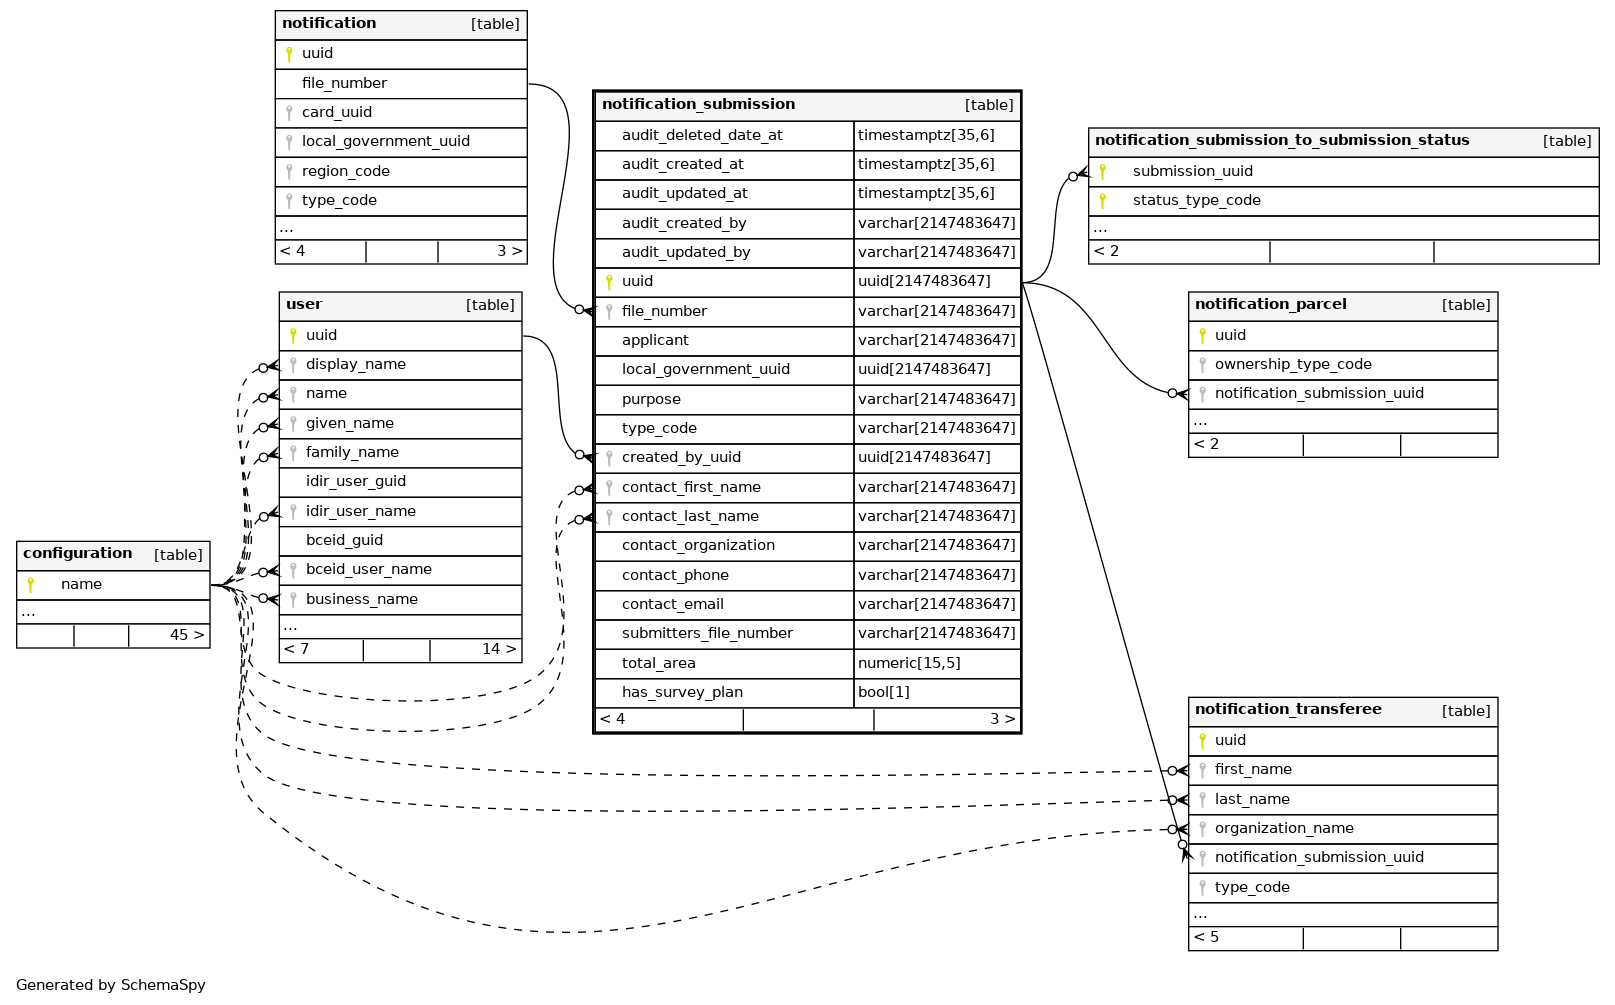 notification [table]
uuid
file_number
card_uuid
local_government_uuid
region_code
type_code
...
< 4 3 >
user [table]
uuid
display_name
name
given_name
family_name
idir_user_guid
idir_user_name
bceid_guid
bceid_user_name
business_name
...
< 7 14 >
configuration [table]
name
...
45 >
notification_submission [table]
audit_deleted_date_at timestamptz[35,6]
audit_created_at timestamptz[35,6]
audit_updated_at timestamptz[35,6]
audit_created_by varchar[2147483647]
audit_updated_by varchar[2147483647]
uuid uuid[2147483647]
file_number varchar[2147483647]
applicant varchar[2147483647]
local_government_uuid uuid[2147483647]
purpose varchar[2147483647]
type_code varchar[2147483647]
created_by_uuid uuid[2147483647]
contact_first_name varchar[2147483647]
contact_last_name varchar[2147483647]
contact_organization varchar[2147483647]
contact_phone varchar[2147483647]
contact_email varchar[2147483647]
submitters_file_number varchar[2147483647]
total_area numeric[15,5]
has_survey_plan bool[1]
< 4 3 >
notification_submission_to_submission_status [table]
submission_uuid
status_type_code
...
< 2
notification_parcel [table]
uuid
ownership_type_code
notification_submission_uuid
...
< 2
notification_transferee [table]
uuid
first_name
last_name
organization_name
notification_submission_uuid
type_code
...
< 5
Generated by SchemaSpy